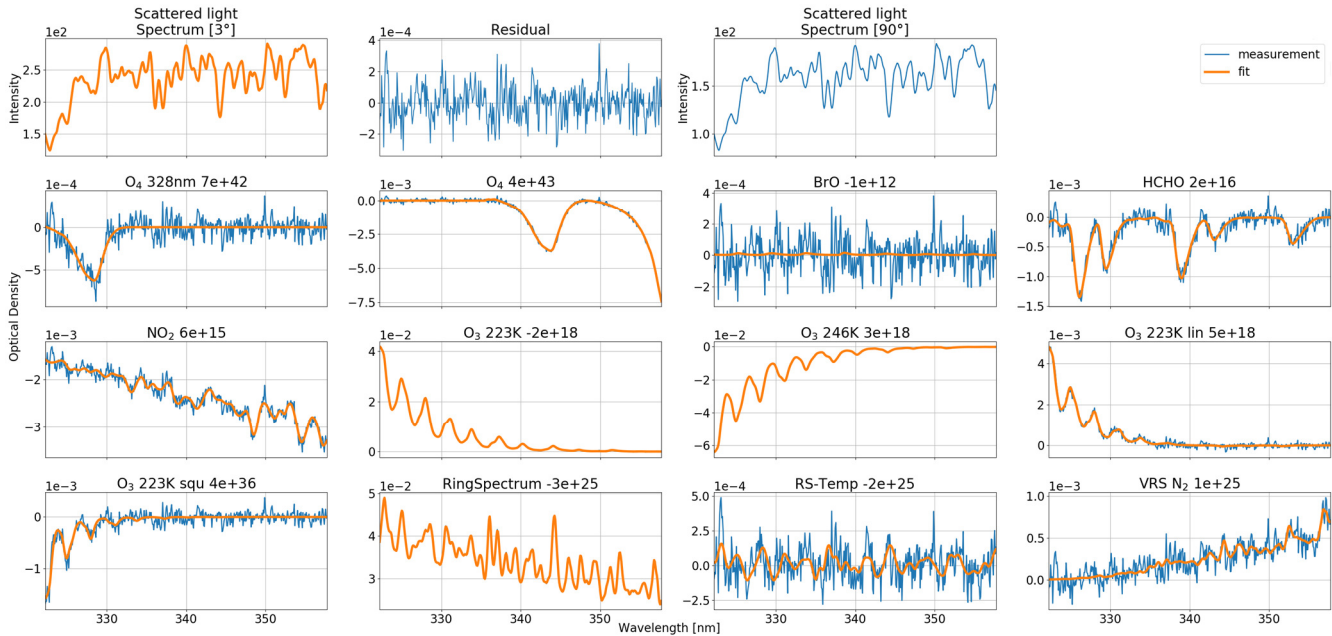 Scattered light
Spectrum [3°]
1e2
2.5
2.0
1.5
Intensity
Residual
1e−4
4
2
0
−2
Scattered light
Spectrum [90°]
1e2
1.5
1.0
Intensity
measurement
fit
O₄ 328nm 7e+42
1e−4
0
−5
O₄ 4e+43
1e−3
0.0
−2.5
−5.0
−7.5
BrO -1e+12
1e−4
4
2
0
−2
HCHO 2e+16
1e−3
0.0
−0.5
−1.0
−1.5
Optical Density
NO₂ 6e+15
1e−3
−2
−3
O₃ 223K -2e+18
1e−2
4
2
0
O₃ 246K 3e+18
1e−2
0
−2
−4
−6
O₃ 223K lin 5e+18
1e−3
4
2
0
O₃ 223K squ 4e+36
1e−3
0
−1
330
340
350
RingSpectrum -3e+25
1e−2
5
4
3
330
340
350
RS-Temp -2e+25
1e−4
5.0
2.5
0.0
−2.5
330
340
350
VRS N₂ 1e+25
1e−3
1.0
0.5
0.0
330
340
350
Wavelength [nm]